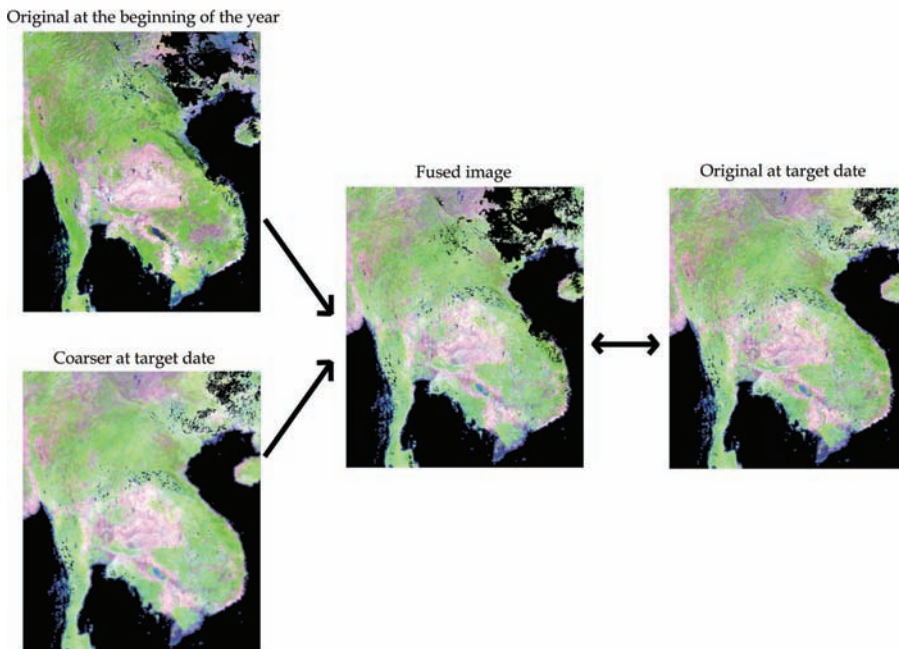 Original at the beginning of the year
Fused image
Original at target date
Coarser at target date